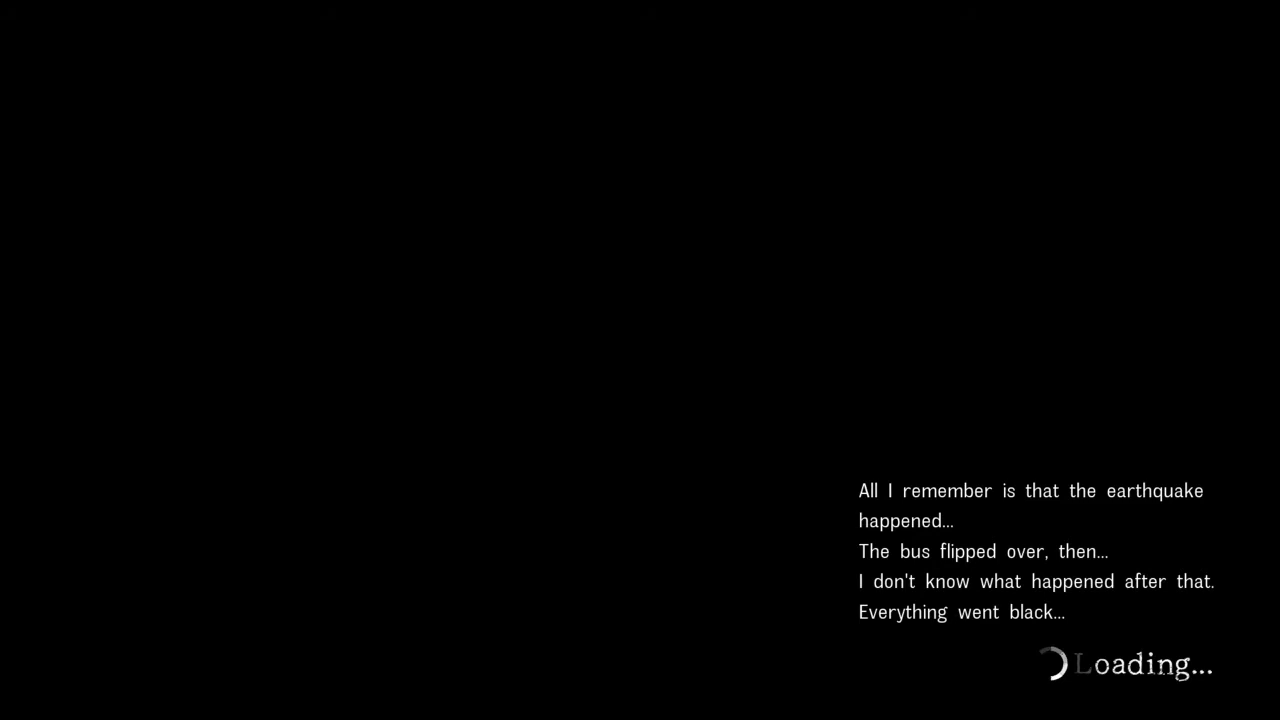 All I remember is that the earthquake
happened...
The bus flipped over, then...
I don't know what happened after that.
Everything went black...
Loading...